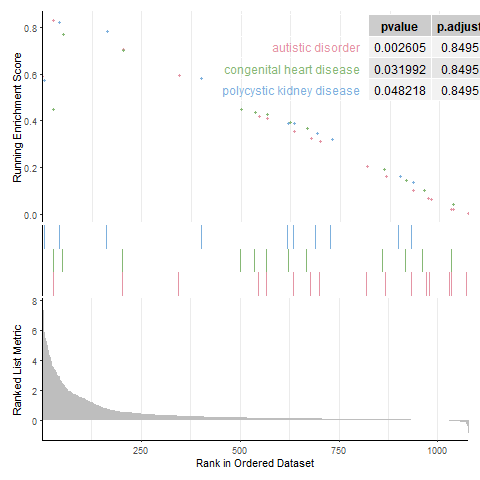 pvalue p.adjust
autistic disorder 0.002605 0.8495
congenital heart disease 0.031992 0.8495
polycystic kidney disease 0.048218 0.8495
Running Enrichment Score
0.8
0.6
0.4
0.2
0.0
Ranked List Metric
8
6
4
2
0
250 500 750 1000
Rank in Ordered Dataset